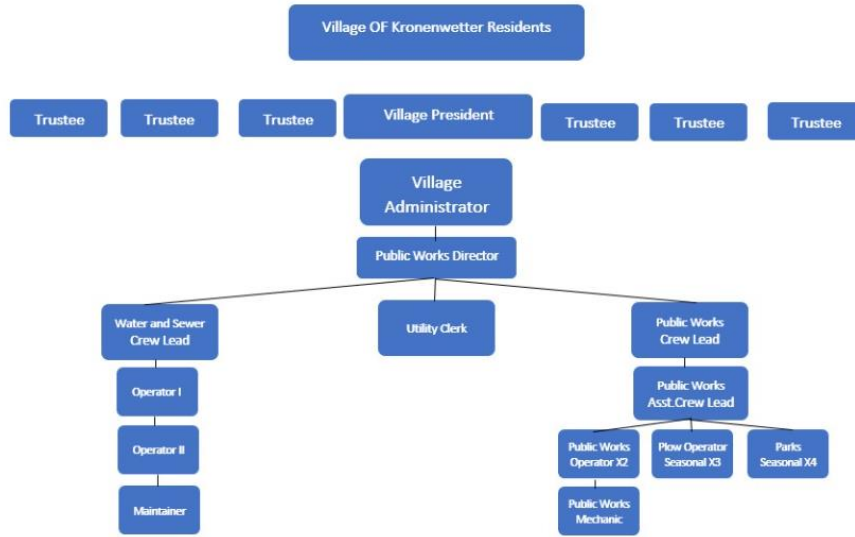 Village OF Kronenwetter Residents
Trustee
Trustee
Trustee
Village President
Trustee
Trustee
Trustee
Village
Administrator
Public Works Director
Water and Sewer
Crew Lead
Utility Clerk
Public Works
Crew Lead
Operator I
Public Works
Asst.Crew Lead
Operator II
Public Works
Operator X2
Plow Operator
Seasonal X3
Parks
Seasonal X4
Maintainer
Public Works
Mechanic